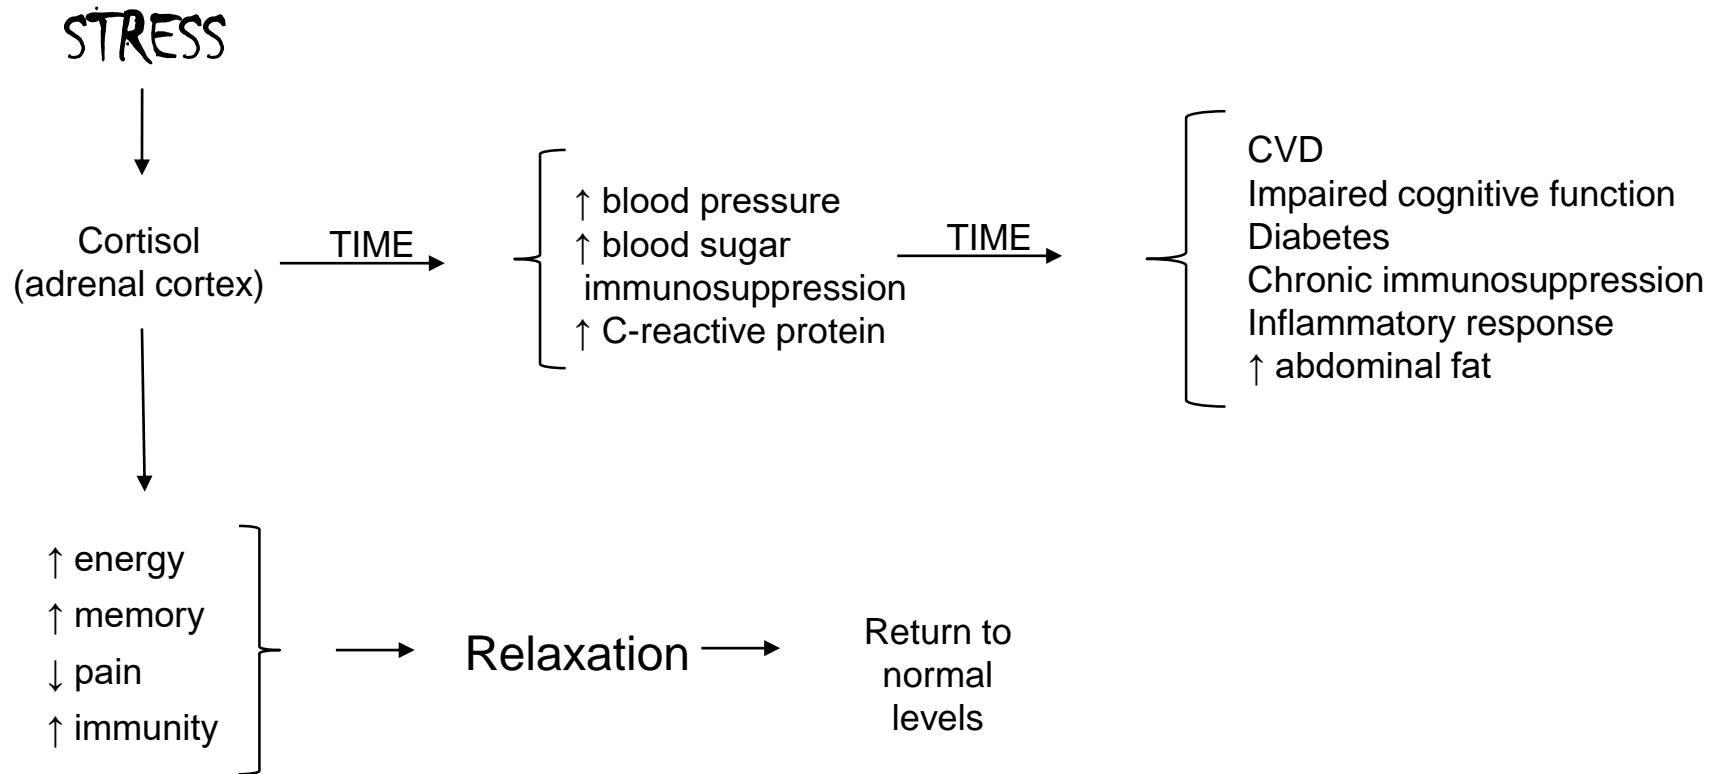 STRESS
Cortisol
(adrenal cortex)
TIME
↑ blood pressure
↑ blood sugar
immunosuppression
↑ C-reactive protein
TIME
CVD
Impaired cognitive function
Diabetes
Chronic immunosuppression
Inflammatory response
↑ abdominal fat
↑ energy
↑ memory
↓ pain
↑ immunity
Relaxation
Return to
normal
levels